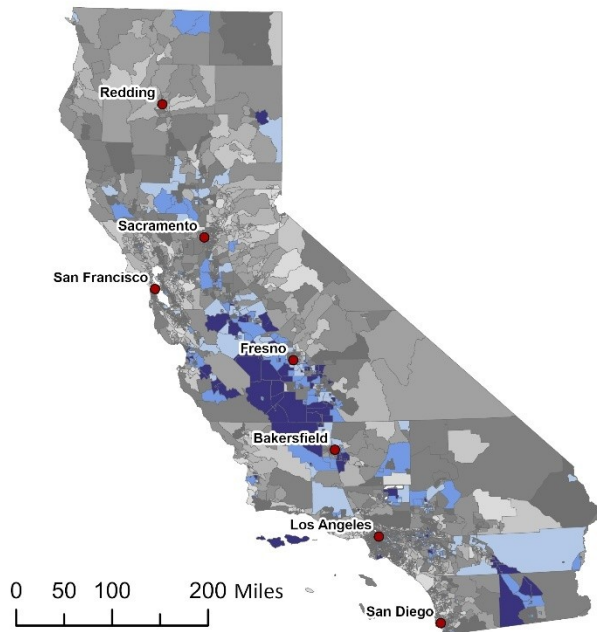 Redding
Sacramento
San Francisco
Fresno
Bakersfield
Los Angeles
San Diego
0 50 100 200 Miles